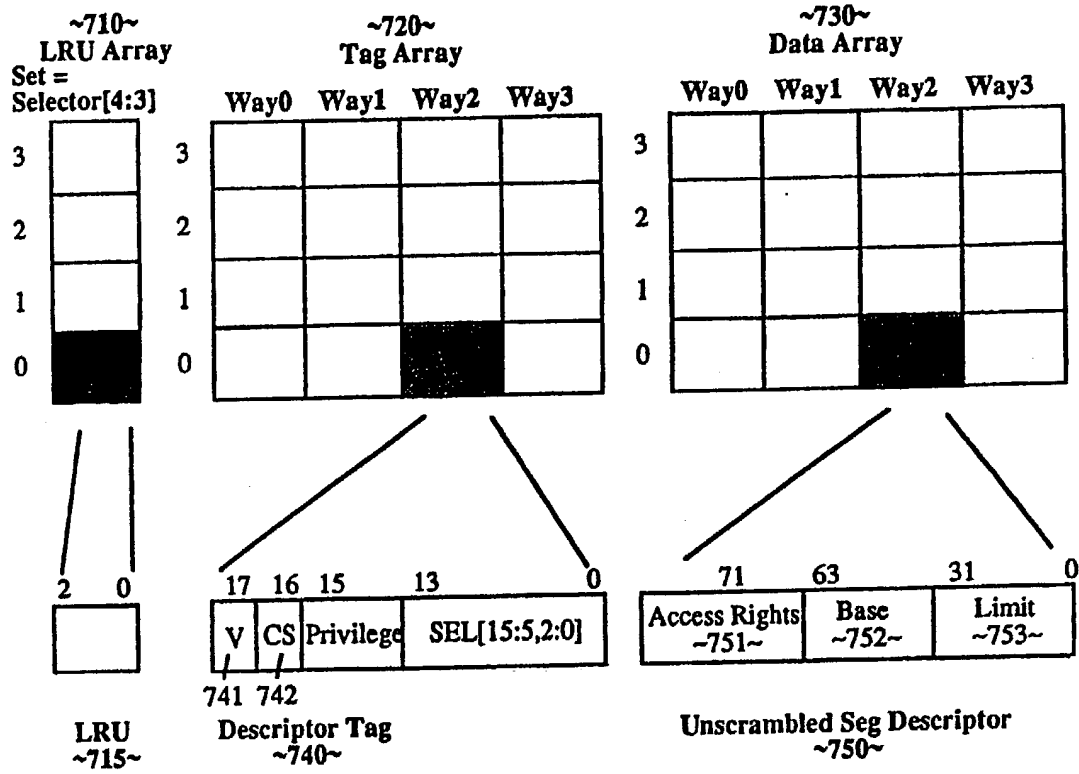 ~710~
LRU Array
Set =
Selector[4:3]
~720~
Tag Array
~730~
Data Array
Way0 Way1 Way2 Way3
Way0 Way1 Way2 Way3
3 3 3
2 2 2
1 1 1
0 0 0
2 0
17 16 15 13 0
71 63 31 0
V CS Privilege SEL[15:5,2:0]
Access Rights Base Limit
~751~ ~752~ ~753~
741 742
LRU
~715~
Descriptor Tag
~740~
Unscrambled Seg Descriptor
~750~